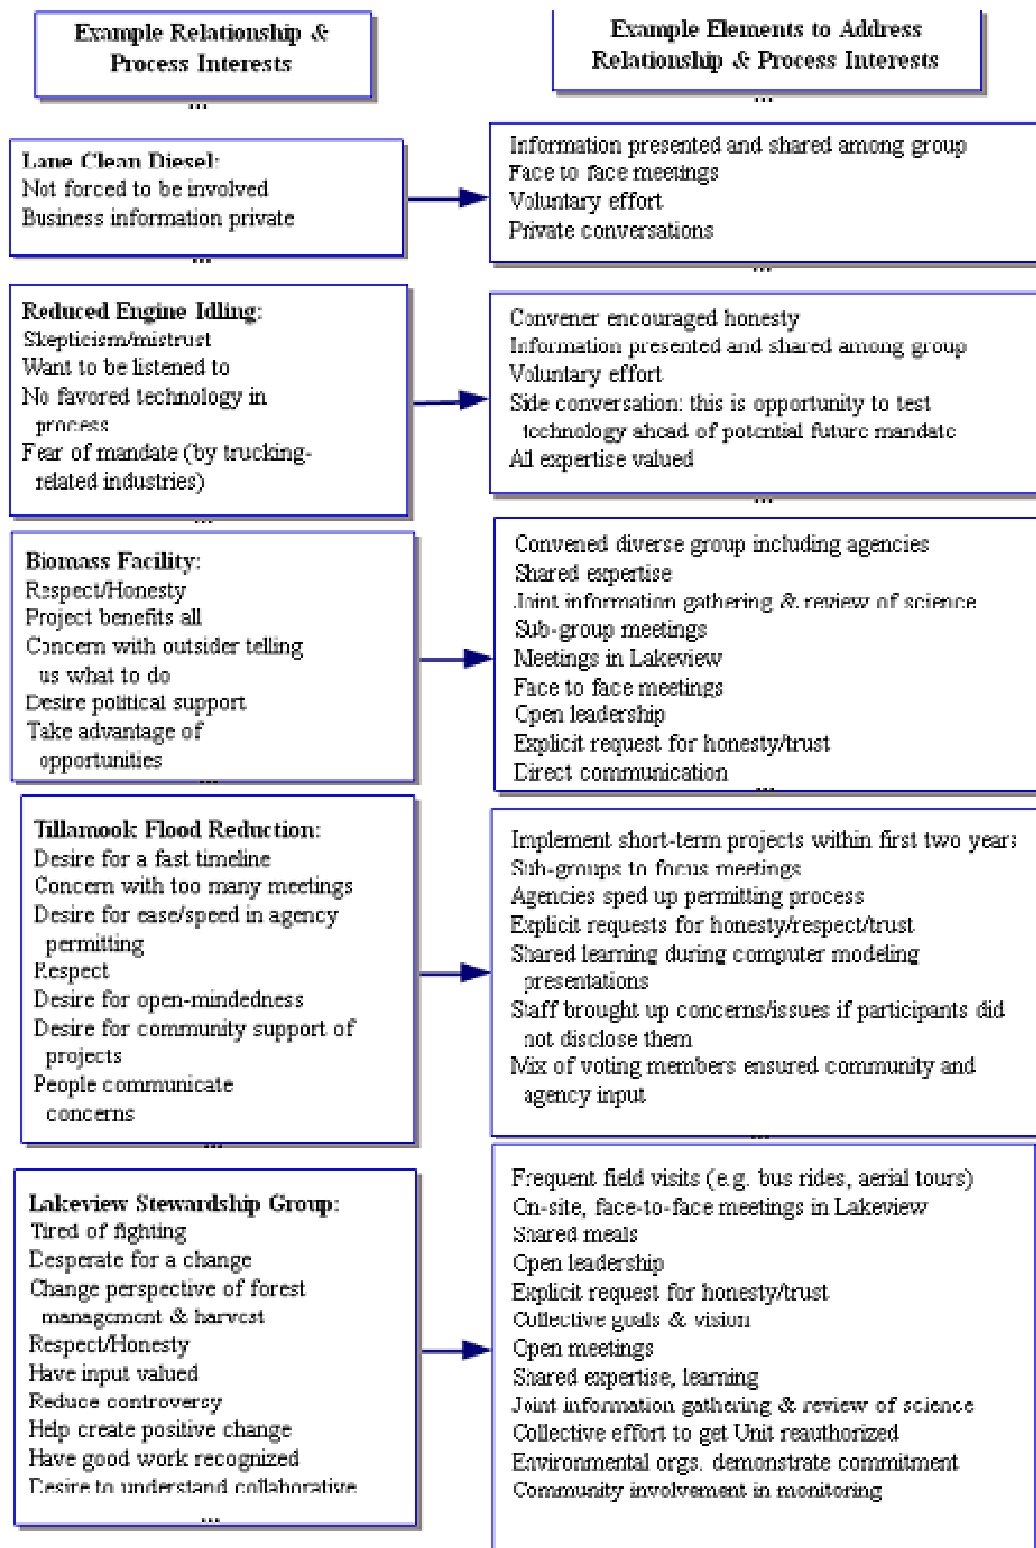 Example Relationship &
Process Interests
...
Example Elements to Address
Relationship & Process Interests
...
Lane Clean Diesel:
Not forced to be involved
Business information private
...
Information presented and shared among group
Face to face meetings
Voluntary effort
Private conversations
...
Reduced Engine Idling:
Skepticism/mistrust
Want to be listened to
No favored technology in
process
Fear of mandate (by trucking-
related industries)
...
Convener encouraged honesty
Information presented and shared among group
Voluntary effort
Side conversation: this is opportunity to test
technology ahead of potential future mandate
All expertise valued
...
Biomass Facility:
Respect/Honesty
Project benefits all
Concern with outsider telling
us what to do
Desire political support
Take advantage of
opportunities
...
Convened diverse group including agencies
Shared expertise
Joint information gathering & review of science
Sub-group meetings
Meetings in Lakeview
Face to face meetings
Open leadership
Explicit request for honesty/trust
Direct communication
...
Tillamook Flood Reduction:
Desire for a fast timeline
Concern with too many meetings
Desire for ease/speed in agency
permitting
Respect
Desire for open-mindedness
Desire for community support of
projects
People communicate
concerns
...
Implement short-term projects within first two years
Sub-groups to focus meetings
Agencies sped up permitting process
Explicit requests for honesty/respect/trust
Shared learning during computer modeling
presentations
Staff brought up concerns/issues if participants did
not disclose them
Mix of voting members ensured community and
agency input
...
Lakeview Stewardship Group:
Tired of fighting
Desperate for a change
Change perspective of forest
management & harvest
Respect/Honesty
Have input valued
Reduce controversy
Help create positive change
Have good work recognized
Desire to understand collaborative
...
Frequent field visits (e.g. bus rides, aerial tours)
On-site, face-to-face meetings in Lakeview
Shared meals
Open leadership
Explicit request for honesty/trust
Collective goals & vision
Open meetings
Shared expertise, learning
Joint information gathering & review of science
Collective effort to get Unit reauthorized
Environmental orgs. demonstrate commitment
Community involvement in monitoring